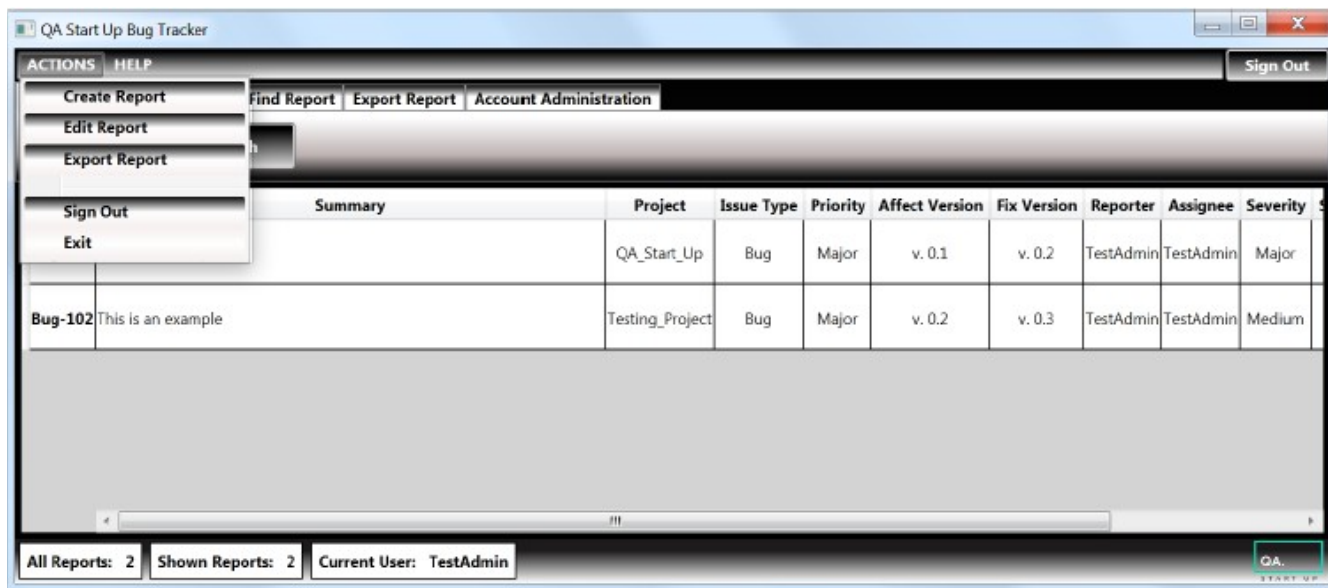 QA Start Up Bug Tracker
ACTIONS HELP Sign Out
Create Report
Find Report Export Report Account Administration
Edit Report
Export Report
Sign Out
Exit
Summary Project Issue Type Priority Affect Version Fix Version Reporter Assignee Severity
QA_Start_Up Bug Major v. 0.1 v. 0.2 TestAdmin TestAdmin Major
Bug-102 This is an example Testing_Project Bug Major v. 0.2 v. 0.3 TestAdmin TestAdmin Medium
All Reports: 2 Shown Reports: 2 Current User: TestAdmin
QA.
START UP